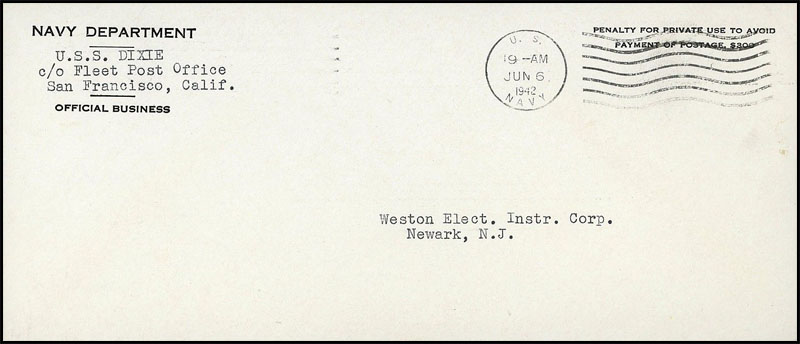 NAVY DEPARTMENT
U.S.S. DIXIE
c/o Fleet Post Office
San Francisco, Calif.
OFFICIAL BUSINESS
U. S.
9-AM
JUN 6
1942
NAVY
PENALTY FOR PRIVATE USE TO AVOID
PAYMENT OF POSTAGE, $300
Weston Elect. Instr. Corp.
Newark, N.J.